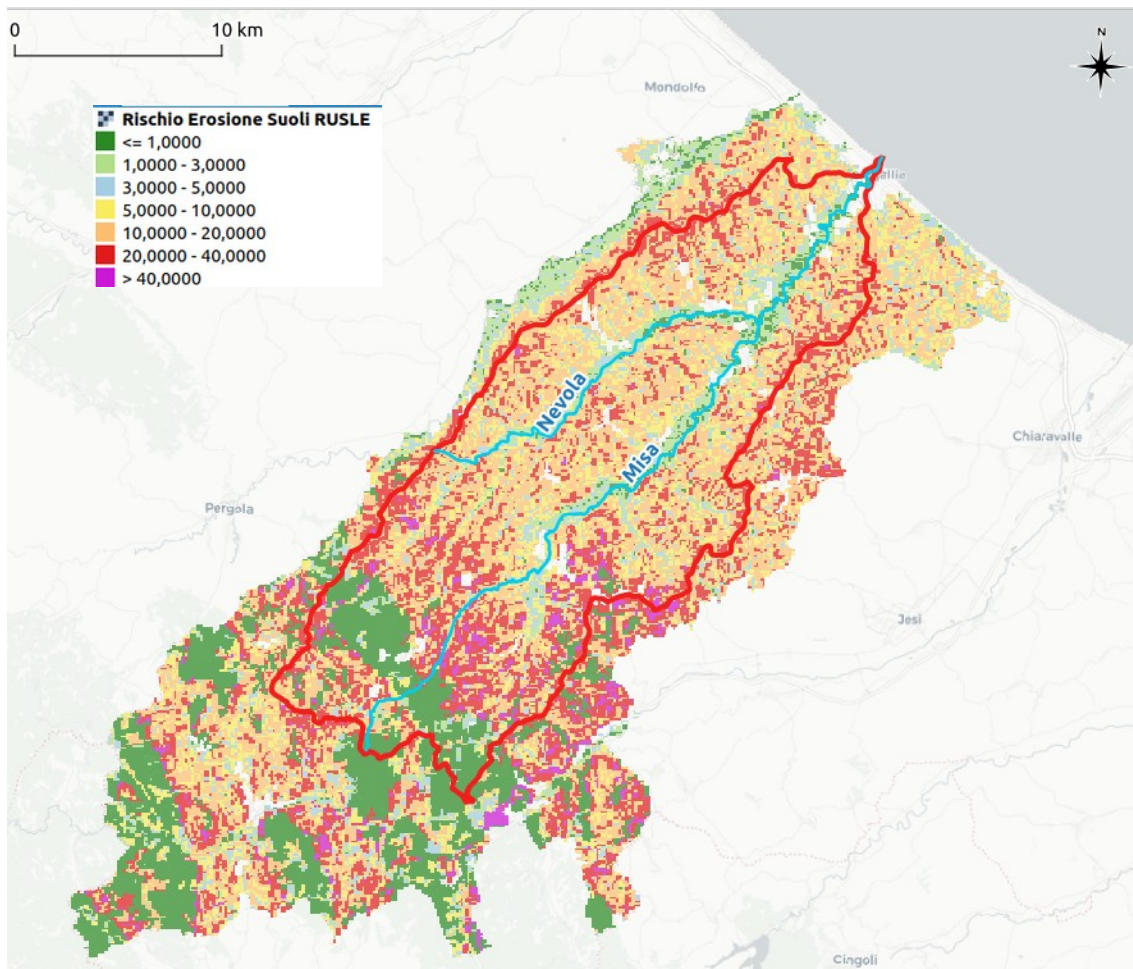 0 10 km
N
Mondolfo
Rischio Erosione Suoli RUSLE
<= 1,0000
1,0000 - 3,0000
3,0000 - 5,0000
5,0000 - 10,0000
10,0000 - 20,0000
20,0000 - 40,0000
> 40,0000
Nevola
Misa
Chiaravalle
Pergola
Jesi
Cingoli